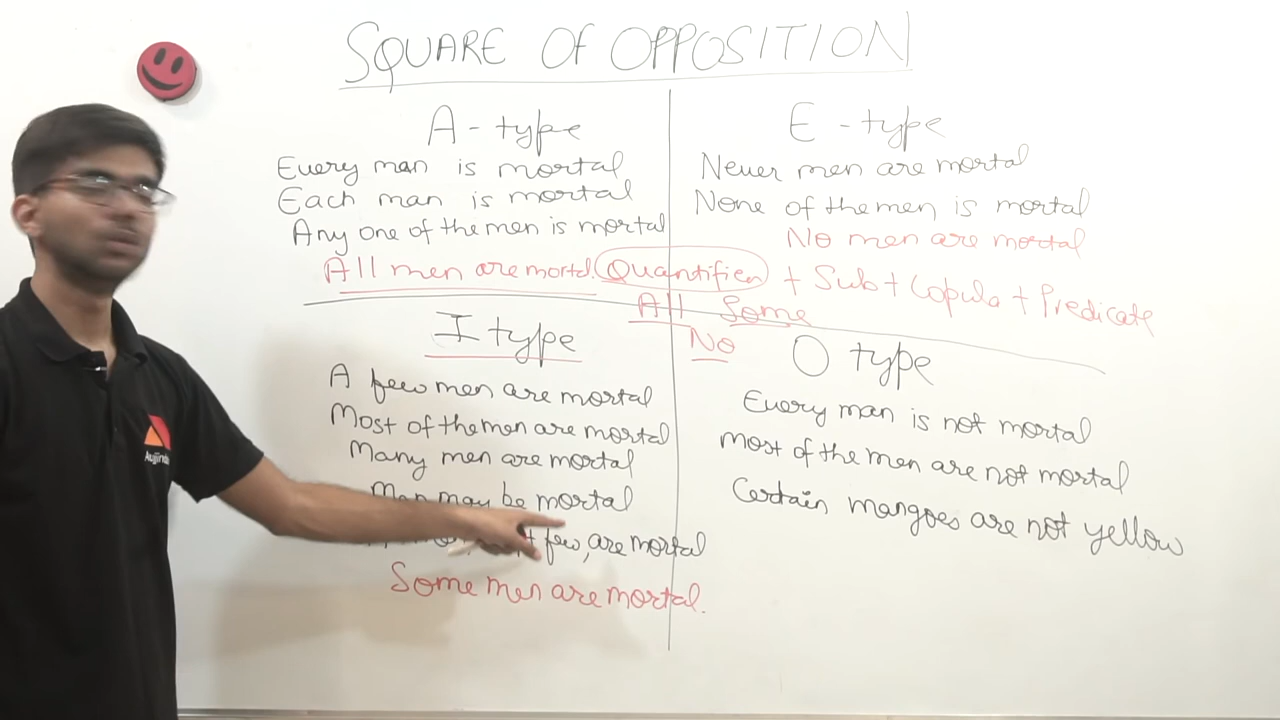 SQUARE OF OPPOSITION
A - type
Every man is mortal
Each man is mortal
Any one of the men is mortal
All men are mortal
E - type
Never men are mortal
None of the men is mortal
No men are mortal
Quantifier + Sub + Copula + Predicate
All Some
No
I type
A few men are mortal
Most of the men are mortal
Many men are mortal
Men may be mortal
few, are mortal
Some men are mortal.
O type
Every man is not mortal
Most of the men are not mortal
Certain mangoes are not yellow